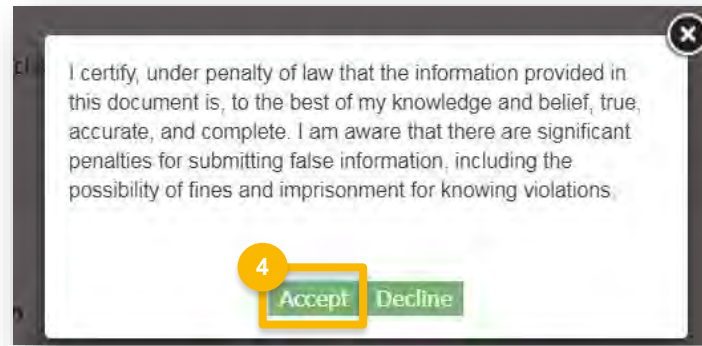 I certify, under penalty of law that the information provided in
this document is, to the best of my knowledge and belief, true,
accurate, and complete. I am aware that there are significant
penalties for submitting false information, including the
possibility of fines and imprisonment for knowing violations.
4
Accept Decline